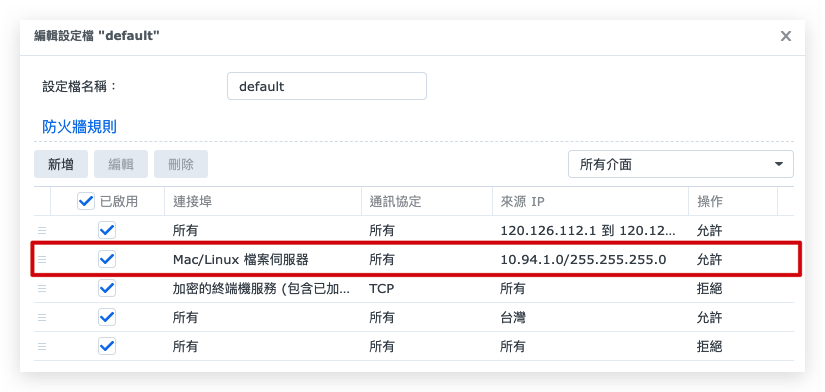 編輯設定檔 "default"
設定檔名稱： default
防火牆規則
新增 編輯 刪除 所有介面
已啟用 連接埠 通訊協定 來源 IP 操作
所有 所有 120.126.112.1 到 120.12... 允許
Mac/Linux 檔案伺服器 所有 10.94.1.0/255.255.255.0 允許
加密的終端機服務 (包含已加... TCP 所有 拒絕
所有 所有 台灣 允許
所有 所有 所有 拒絕